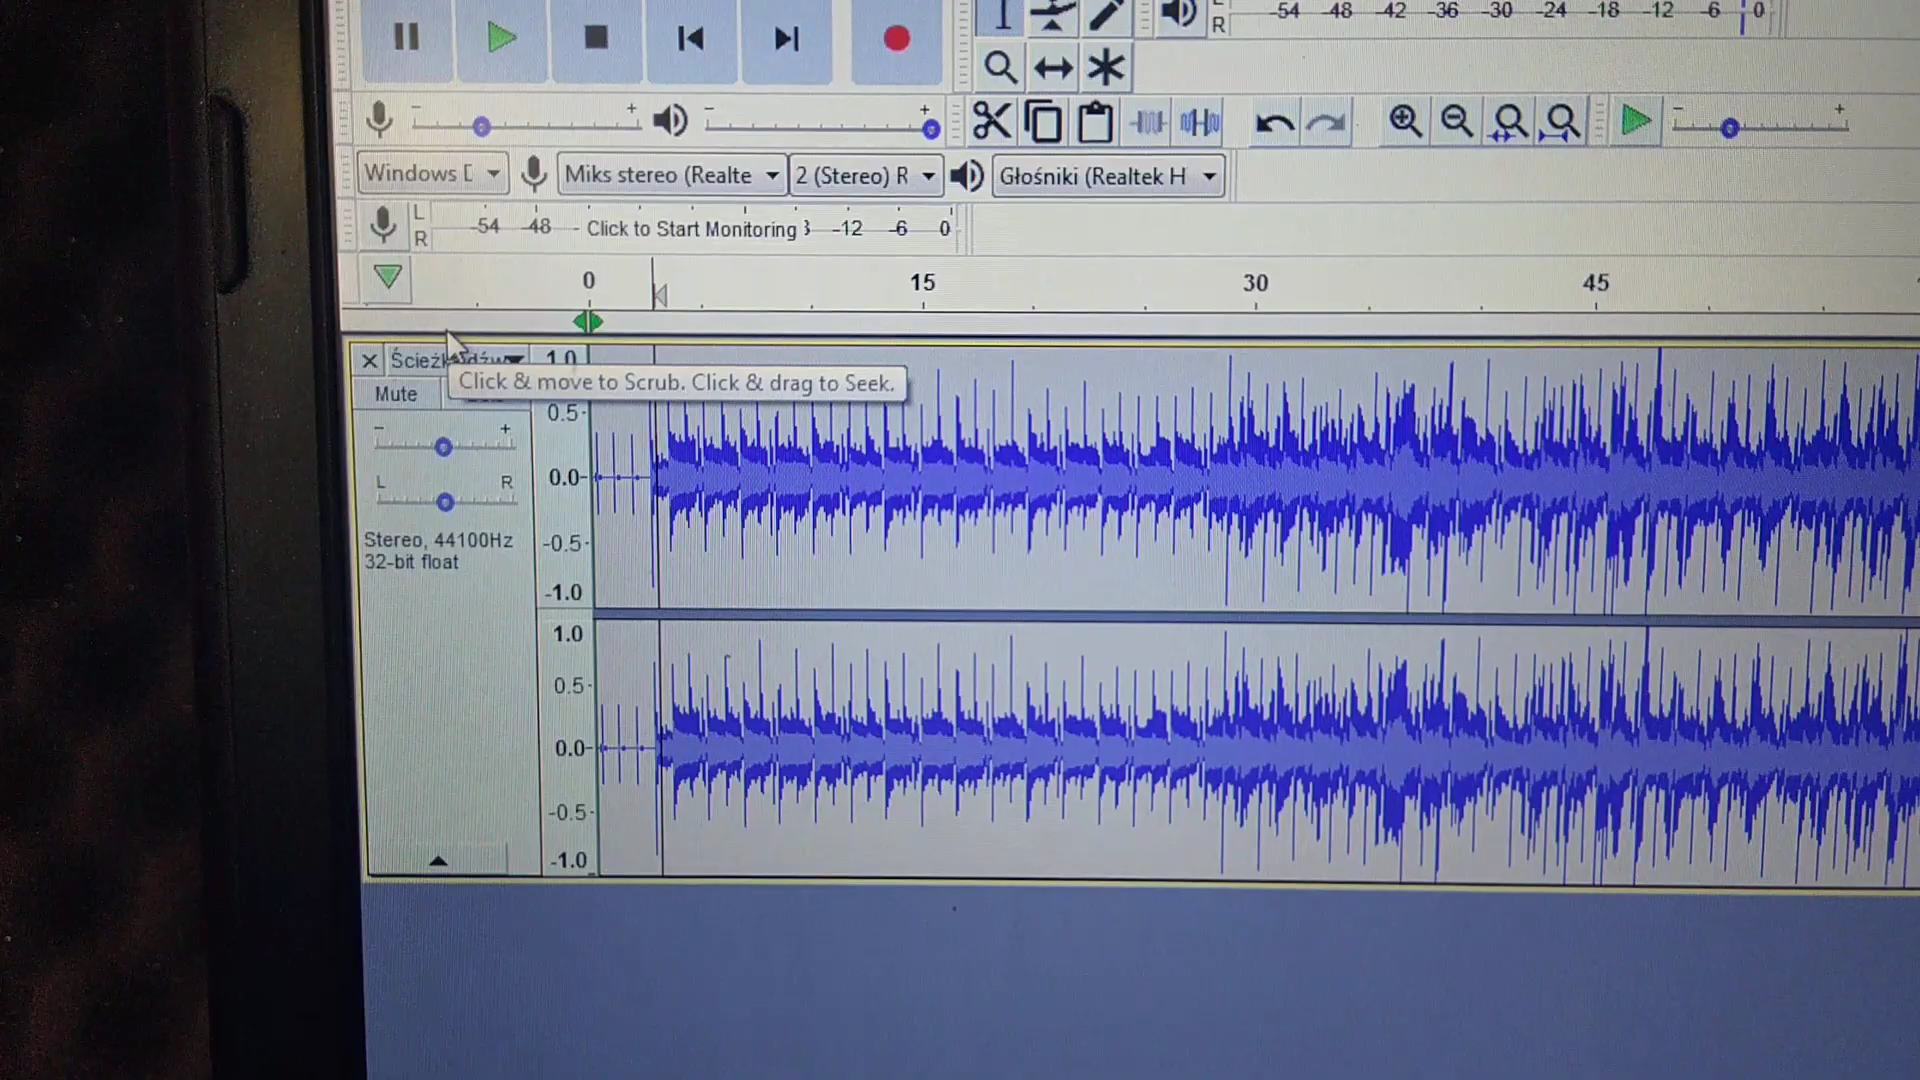 L
R
-54 -48 -42 -36 -30 -24 -18 -12 -6 0
- +
- +
- +
Windows D
Miks stereo (Realte
2 (Stereo) R
Głośniki (Realtek H
L
R
-54 -48 - Click to Start Monitoring -12 -6 0
0 15 30 45
1.0
Click & move to Scrub. Click & drag to Seek.
Mute
0.5
- +
0.0
L R
Stereo, 44100Hz
-0.5
32-bit float
-1.0
1.0
0.5
0.0
-0.5
-1.0